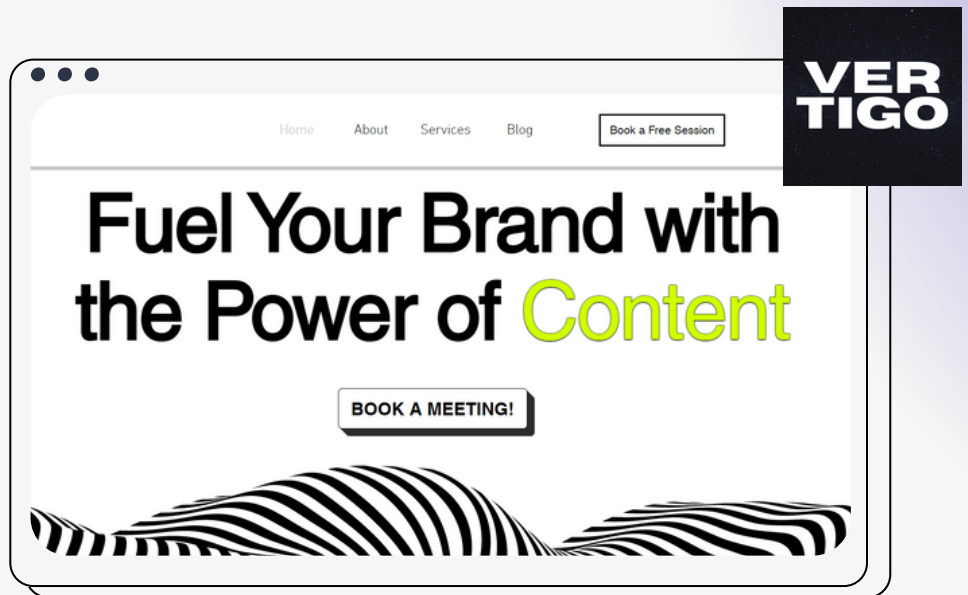 VER
TIGO
Home About Services Blog Book a Free Session
Fuel Your Brand with
the Power of Content
BOOK A MEETING!